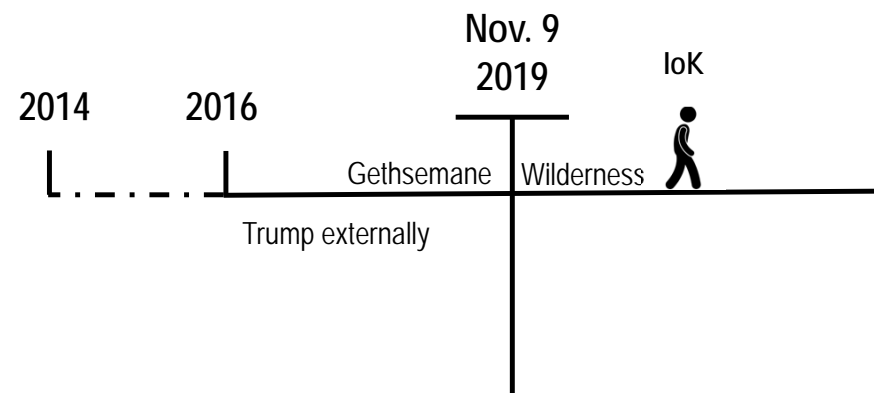 Nov. 9
2019
IoK
2014
2016
Gethsemane
Wilderness
Trump externally